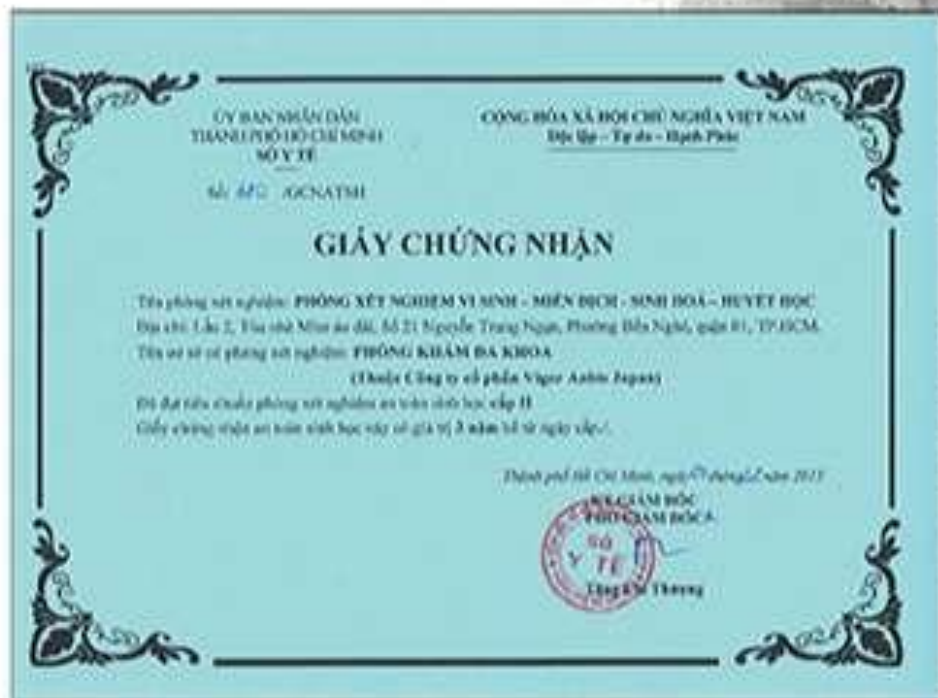 ỦY BAN NHÂN DÂN
THÀNH PHỐ HỒ CHÍ MINH
SỞ Y TẾ
Số: /GCNATSH
CỘNG HÒA XÃ HỘI CHỦ NGHĨA VIỆT NAM
Độc lập – Tự do – Hạnh Phúc
GIẤY CHỨNG NHẬN
Tên phòng xét nghiệm: PHÒNG XÉT NGHIỆM VI SINH – MIỄN DỊCH - SINH HOÁ – HUYẾT HỌC
Địa chỉ: Lầu 2, Tòa nhà Miss áo dài, Số 21 Nguyễn Trung Ngạn, Phường Bến Nghé, quận 01, TP.HCM.
Tên cơ sở có phòng xét nghiệm: PHÒNG KHÁM ĐA KHOA
(Thuộc Công ty cổ phần Vigor Anbis Japan)
Đã đạt tiêu chuẩn phòng xét nghiệm an toàn sinh học cấp II
Giấy chứng nhận an toàn sinh học này có giá trị 3 năm kể từ ngày cấp./.
Thành phố Hồ Chí Minh, ngày tháng năm
KT.GIÁM ĐỐC
PHÓ GIÁM ĐỐC
SỞ
Y TẾ
Tăng Chí Thượng